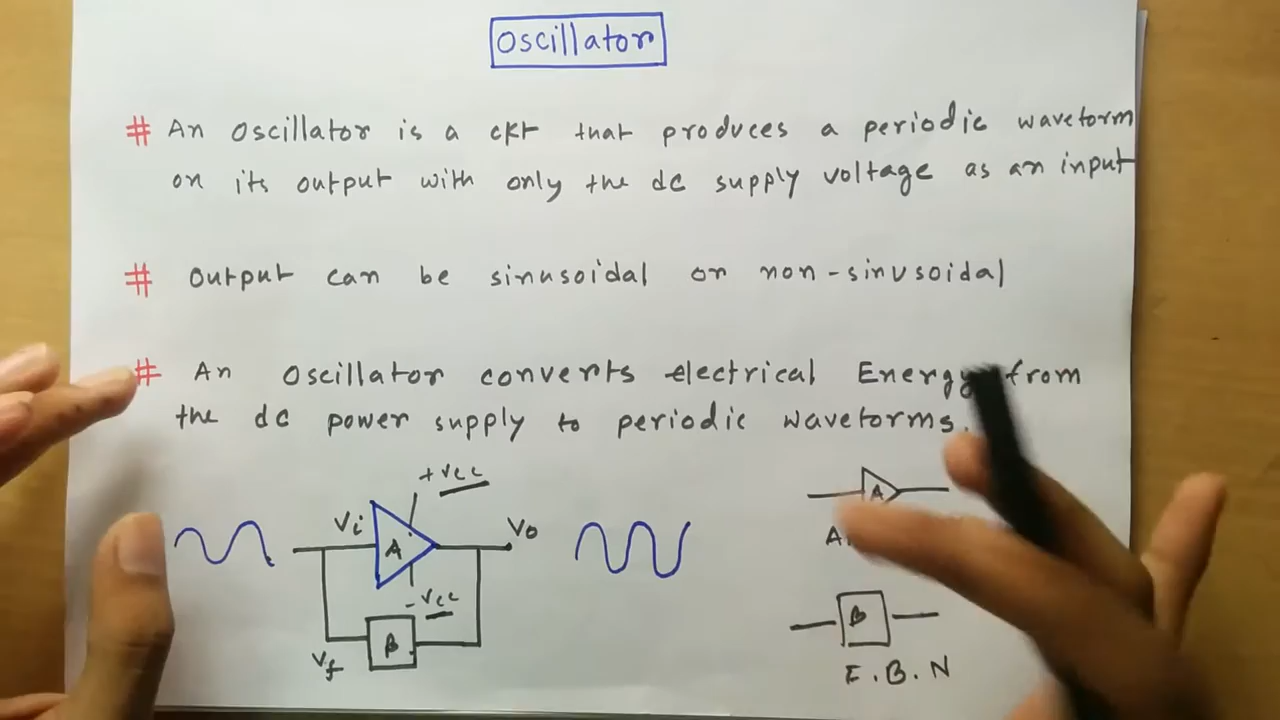 Oscillator
# An Oscillator is a ckt that produces a periodic waveform
on its output with only the dc supply voltage as an input
# Output can be sinusoidal or non-sinusoidal
# An Oscillator converts electrical Energy from
the dc power supply to periodic waveforms.
+Vcc
Vi
A
Vo
-Vcc
β
Vf
A
A
B
F.B.N